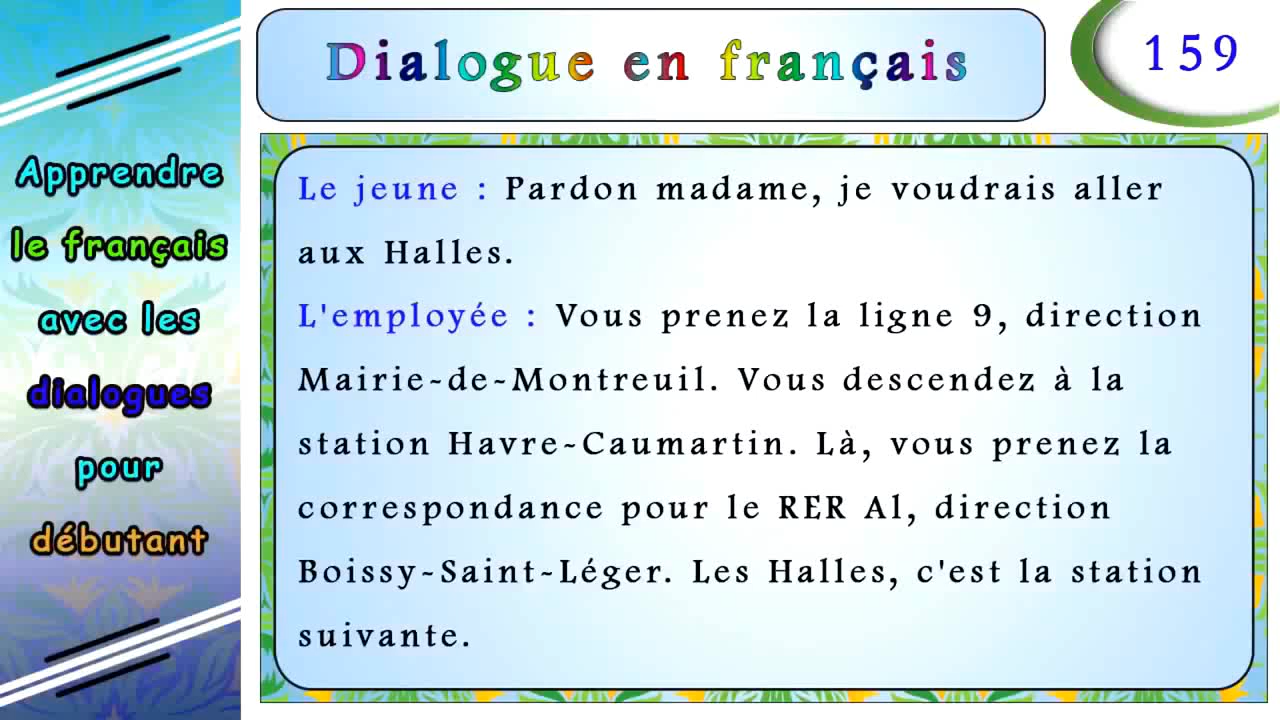 Dialogue en français
159
Apprendre
le français
avec les
dialogues
pour
débutant
Le jeune : Pardon madame, je voudrais aller
aux Halles.
L'employée : Vous prenez la ligne 9, direction
Mairie-de-Montreuil. Vous descendez à la
station Havre-Caumartin. Là, vous prenez la
correspondance pour le RER Al, direction
Boissy-Saint-Léger. Les Halles, c'est la station
suivante.